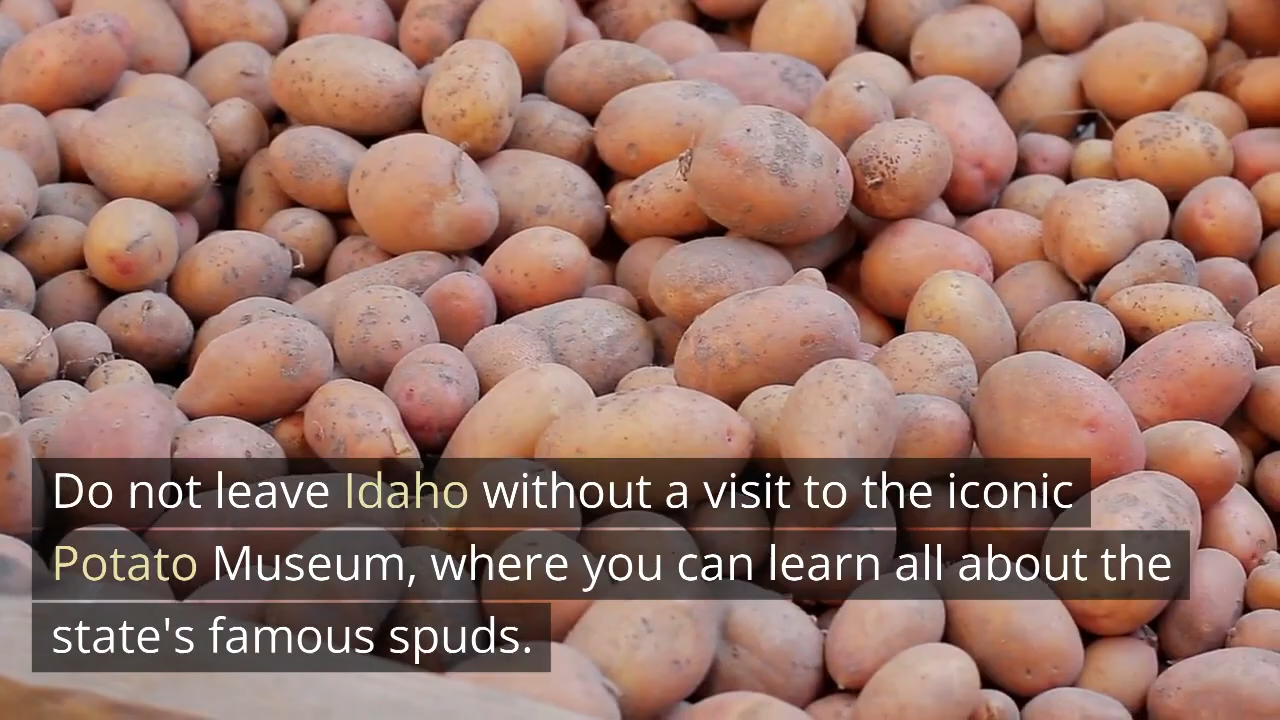 Do not leave Idaho without a visit to the iconic
Potato Museum, where you can learn all about the
state's famous spuds.